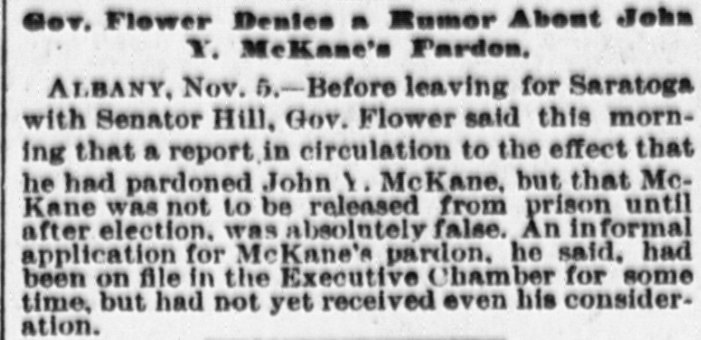 Gov. Flower Denies a Rumor About John
Y. McKane's Pardon.
ALBANY, Nov. 5.—Before leaving for Saratoga
with Senator Hill, Gov. Flower said this morn-
ing that a report in circulation to the effect that
he had pardoned John Y. McKane, but that Mc-
Kane was not to be released from prison until
after election, was absolutely false. An informal
application for McKane's pardon, he said, had
been on file in the Executive Chamber for some
time, but had not yet received even his consider-
ation.